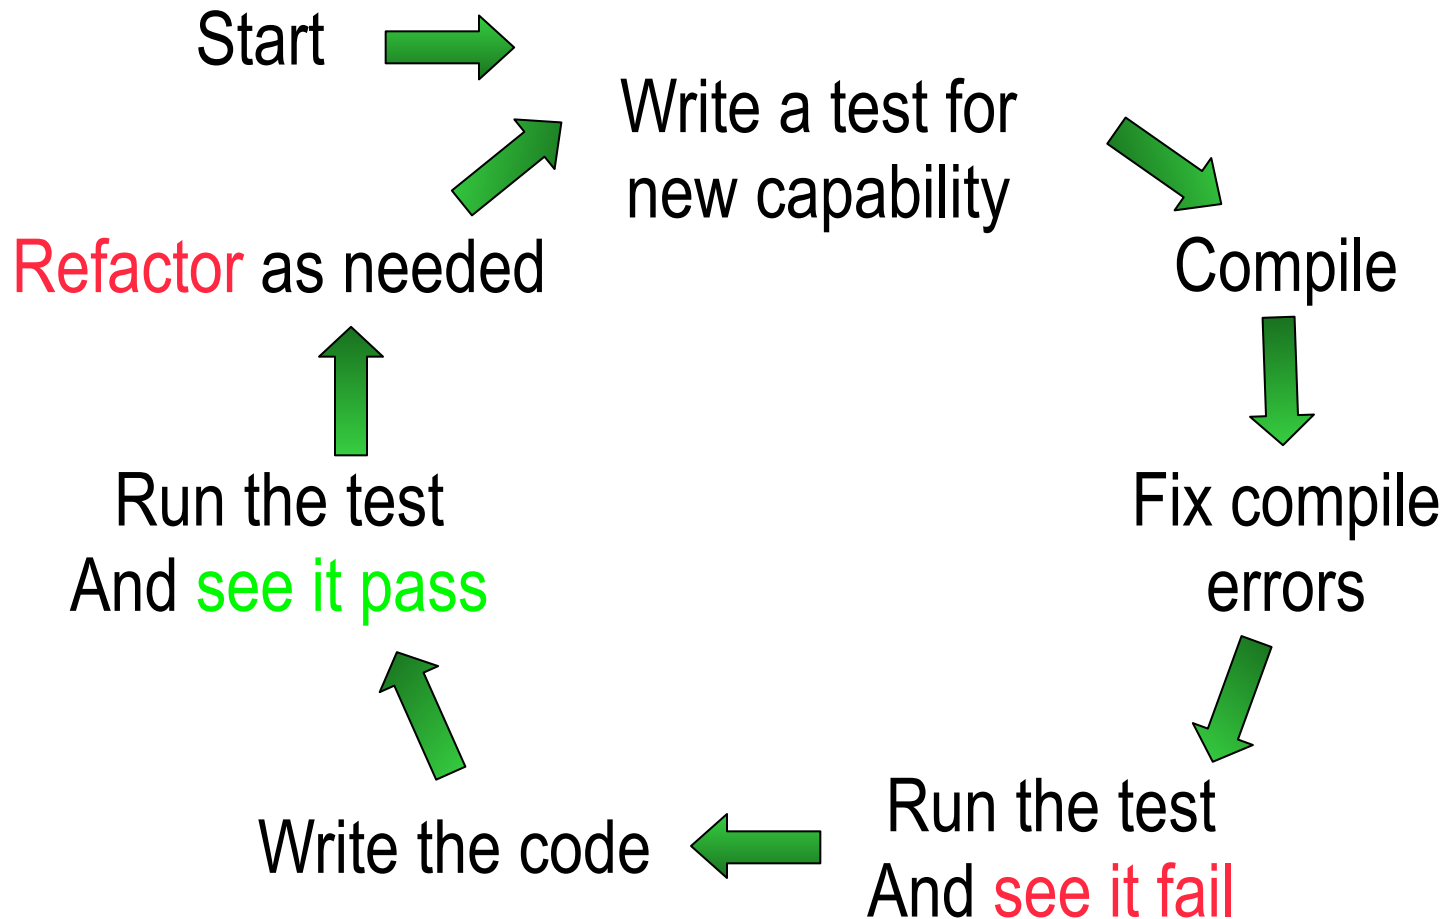 Start
Write a test for
new capability
Compile
Fix compile
errors
Run the test
And see it fail
Write the code
Run the test
And see it pass
Refactor as needed